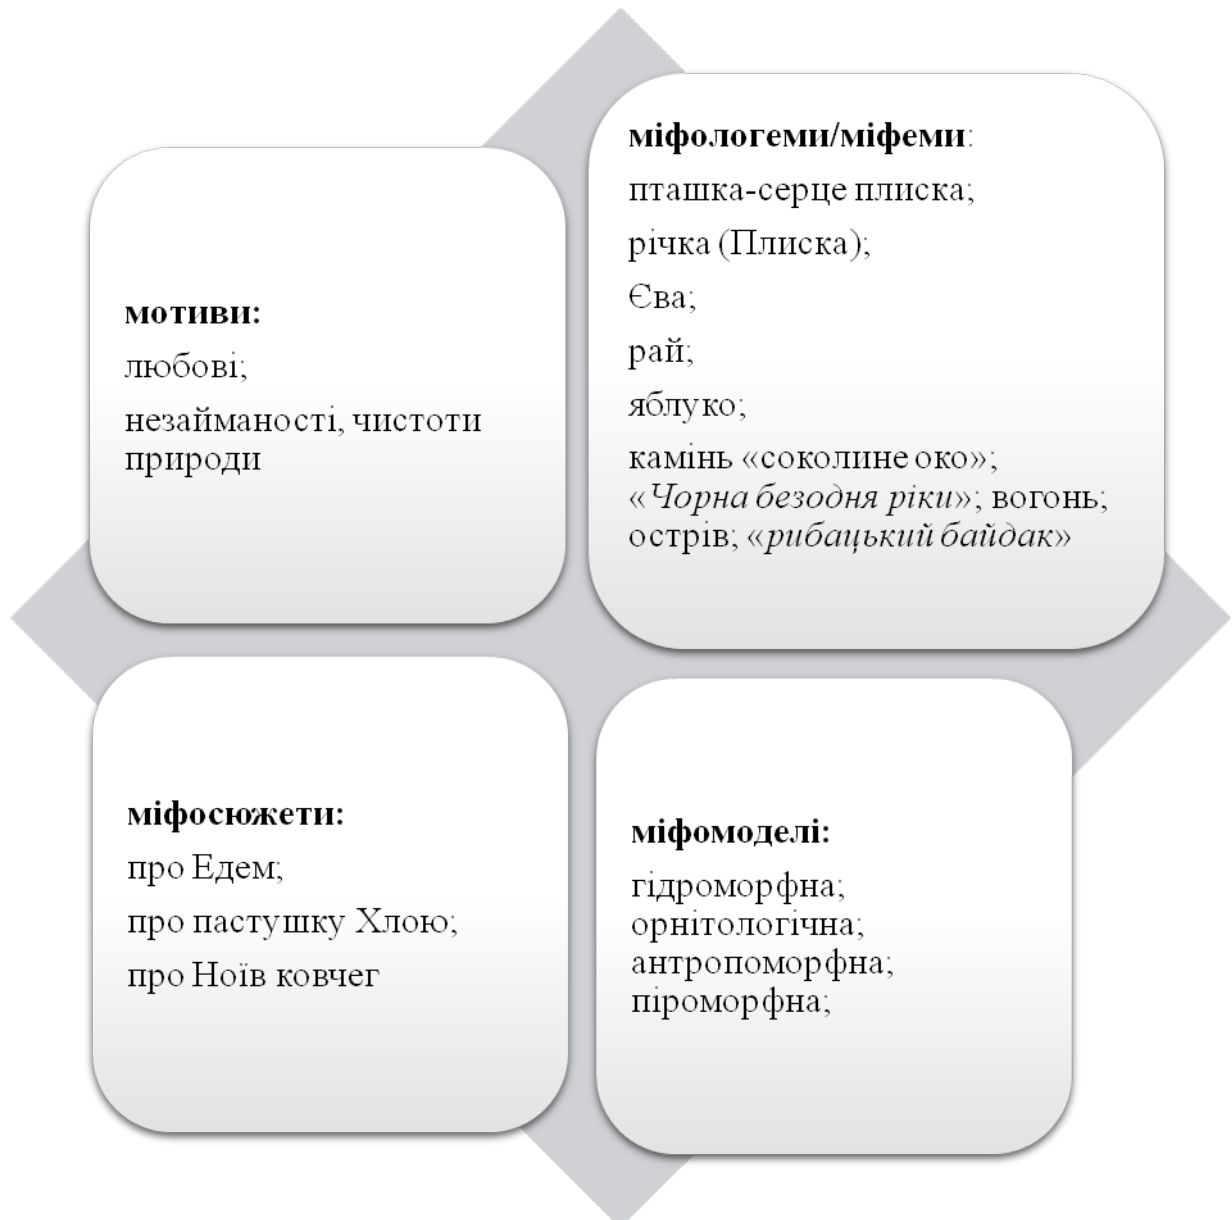 мотиви:
любові;
незайманості, чистоти
природи
міфологеми/міфеми:
пташка-серце плиска;
річка (Плиска);
Єва;
рай;
яблуко;
камінь «соколине око»;
«Чорна безодня ріки»; вогонь;
острів; «рибацький байдак»
міфосюжети:
про Едем;
про пастушку Хлою;
про Ноїв ковчег
міфомоделі:
гідроморфна;
орнітологічна;
антропоморфна;
піроморфна;